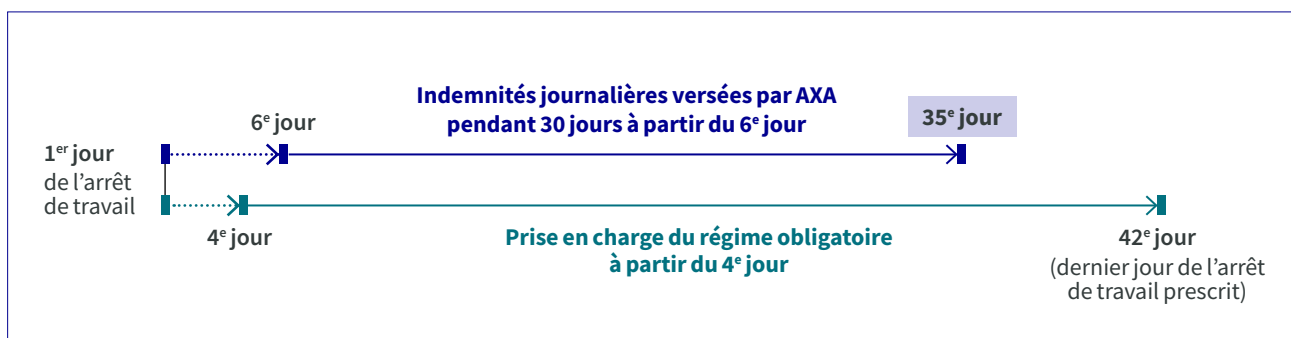 Indemnités journalières versées par AXA
pendant 30 jours à partir du 6e jour
35e jour
6e jour
1er jour
de l’arrêt
de travail
4e jour
Prise en charge du régime obligatoire
à partir du 4e jour
42e jour
(dernier jour de l’arrêt
de travail prescrit)